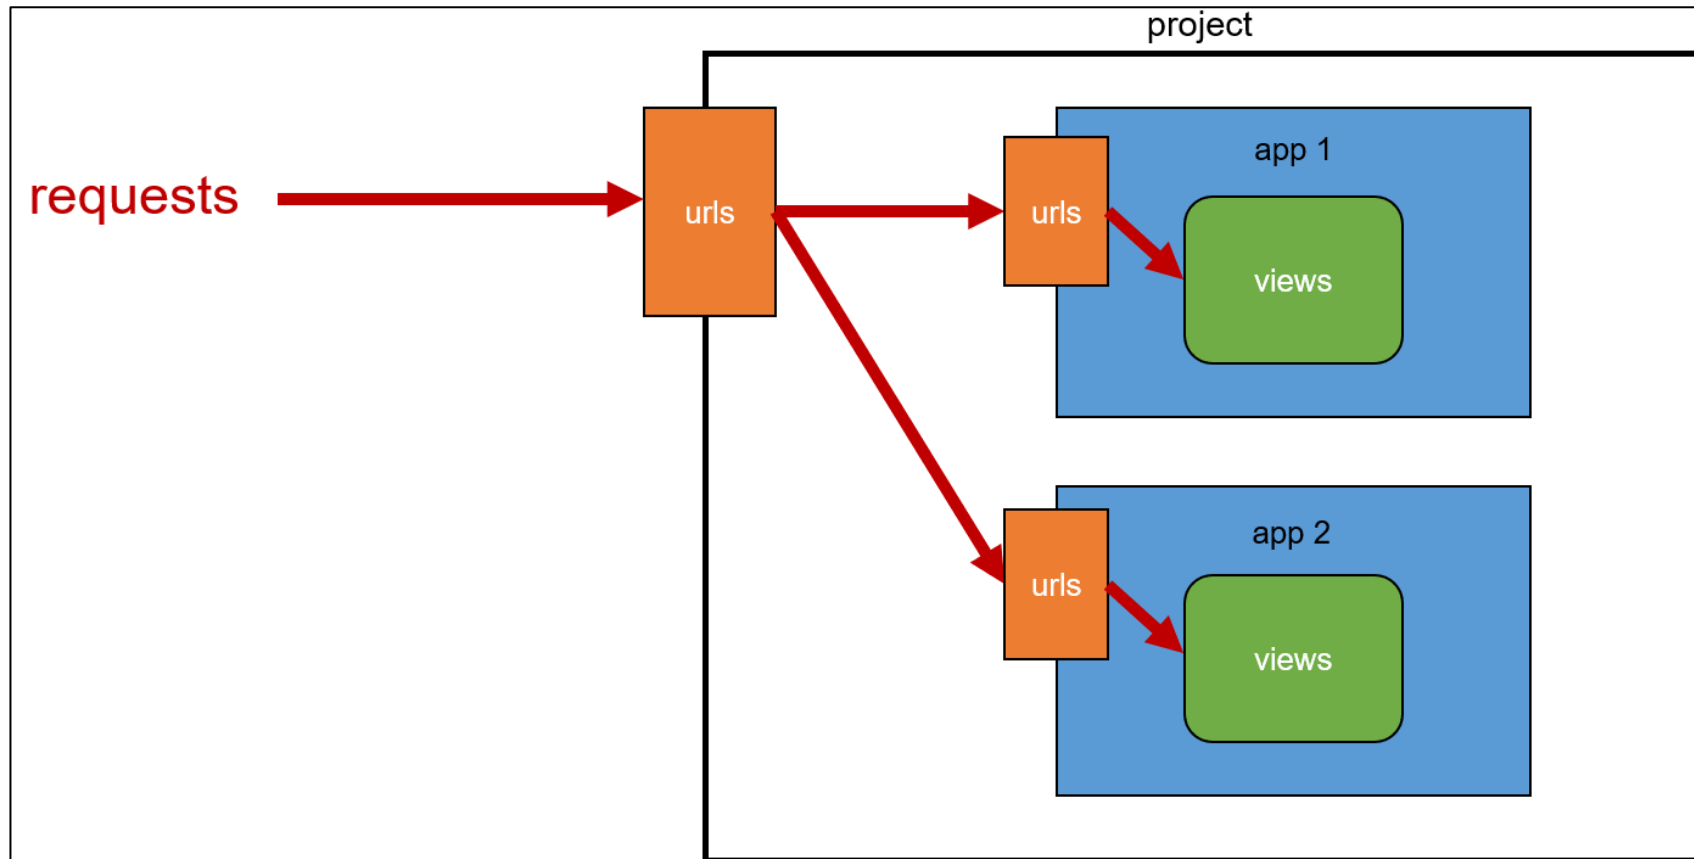 project
requests
urls
urls
app 1
views
urls
app 2
views